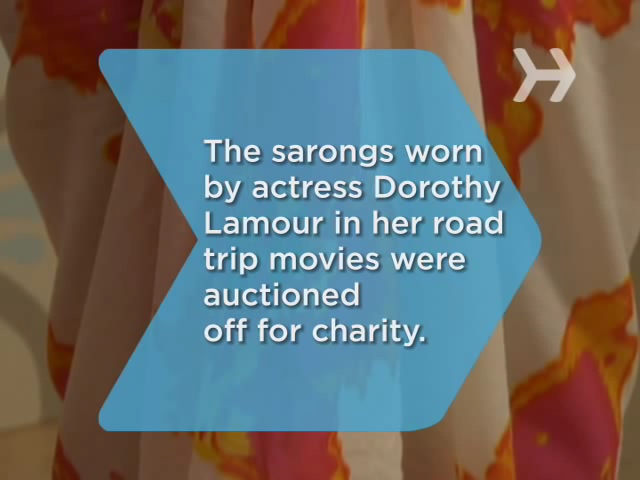 The sarongs worn
by actress Dorothy
Lamour in her road
trip movies were
auctioned
off for charity.